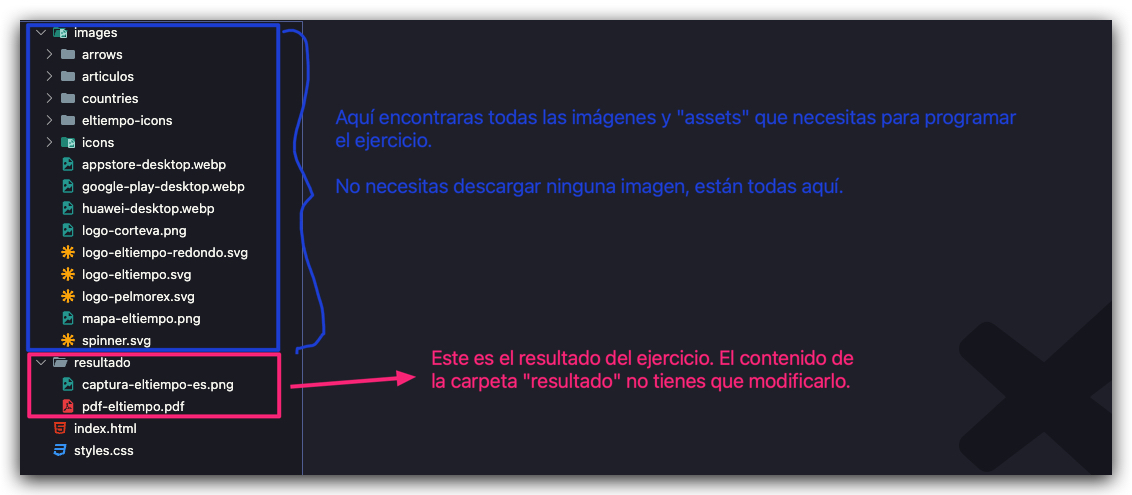 images
arrows
articulos
countries
eltiempo-icons
icons
appstore-desktop.webp
google-play-desktop.webp
huawei-desktop.webp
logo-corteva.png
logo-eltiempo-redondo.svg
logo-eltiempo.svg
logo-pelmorex.svg
mapa-eltiempo.png
spinner.svg
resultado
captura-eltiempo-es.png
pdf-eltiempo.pdf
index.html
styles.css
Aquí encontraras todas las imágenes y "assets" que necesitas para programar
el ejercicio.
No necesitas descargar ninguna imagen, están todas aquí.
Este es el resultado del ejercicio. El contenido de
la carpeta "resultado" no tienes que modificarlo.